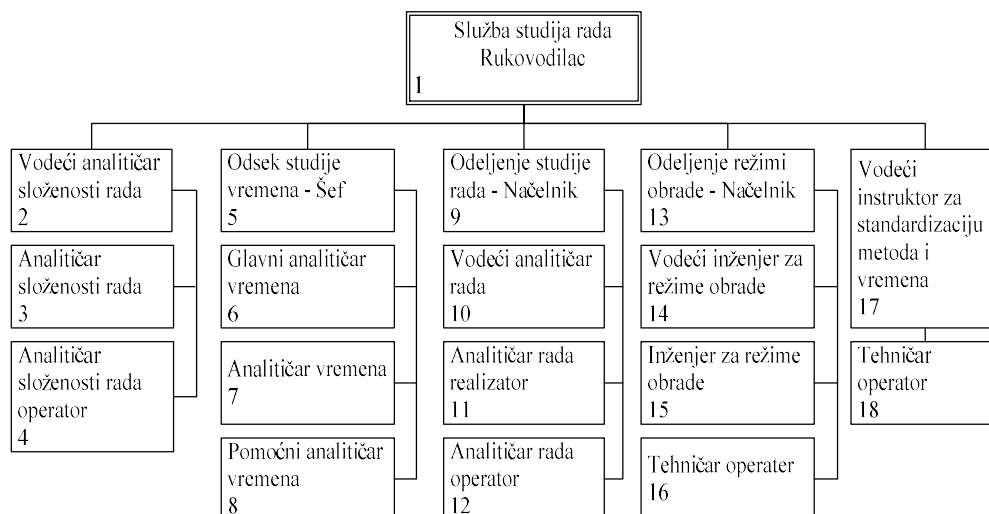 Služba studija rada
Rukovodilac
1
Vodeći analitičar
složenosti rada
2
Analitičar
složenosti rada
3
Analitičar
složenosti rada
operator
4
Odsek studije
vremena - Šef
5
Glavni analitičar
vremena
6
Analitičar vremena
7
Pomoćni analitičar
vremena
8
Odeljenje studije
rada - Načelnik
9
Vodeći analitičar
rada
10
Analitičar rada
realizator
11
Analitičar rada
operator
12
Odeljenje režimi
obrade - Načelnik
13
Vodeći inženjer za
režime obrade
14
Inženjer za režime
obrade
15
Tehničar operater
16
Vodeći
instruktor za
standardizaciju
metoda i
vremena
17
Tehničar
operator
18